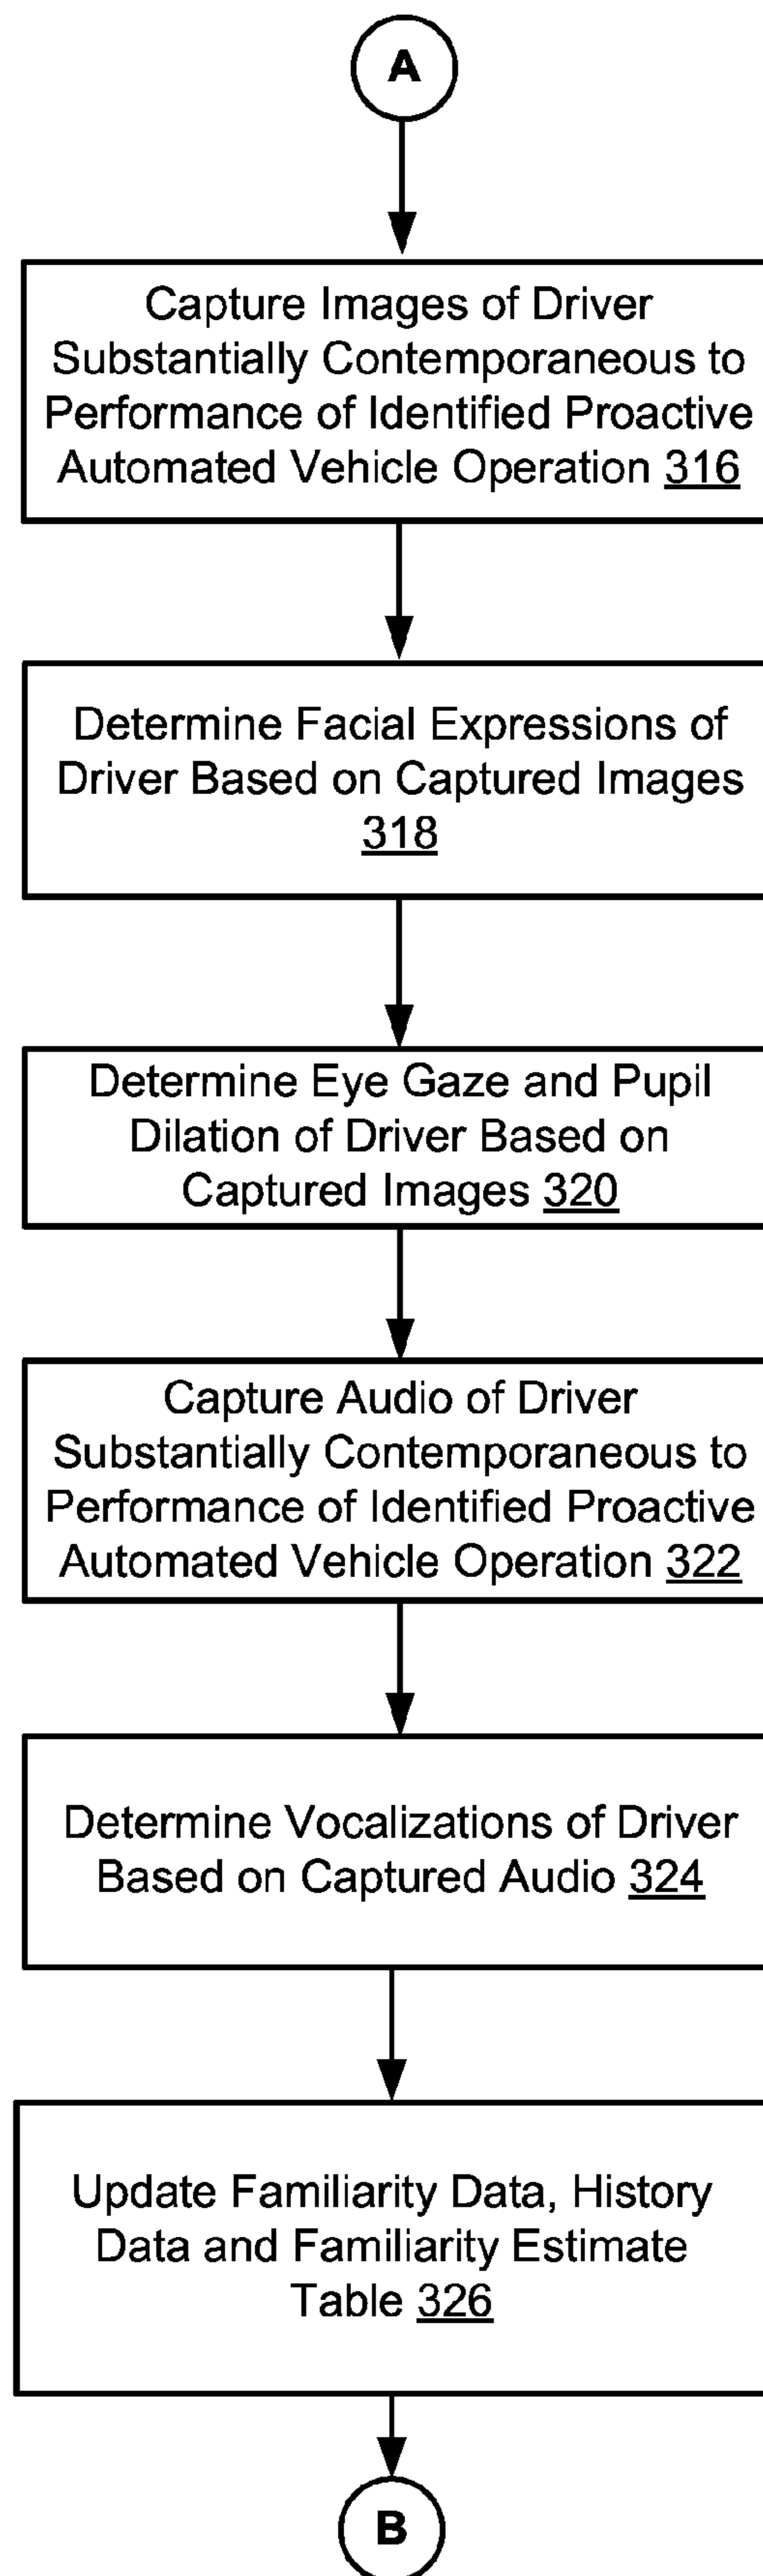 A
Capture Images of Driver
Substantially Contemporaneous to
Performance of Identified Proactive
Automated Vehicle Operation 316
Determine Facial Expressions of
Driver Based on Captured Images
318
Determine Eye Gaze and Pupil
Dilation of Driver Based on
Captured Images 320
Capture Audio of Driver
Substantially Contemporaneous to
Performance of Identified Proactive
Automated Vehicle Operation 322
Determine Vocalizations of Driver
Based on Captured Audio 324
Update Familiarity Data, History
Data and Familiarity Estimate
Table 326
B